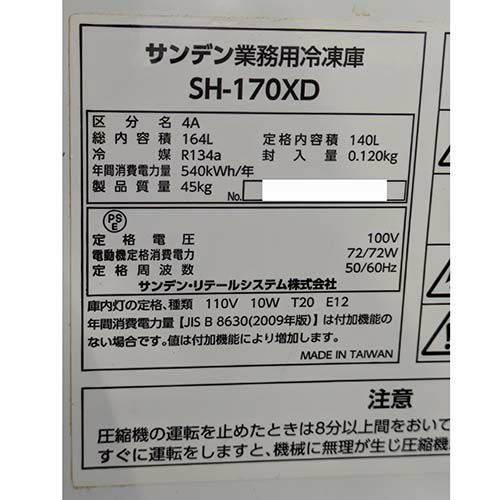 サンデン業務用冷凍庫
SH-170XD
区分名 4A
総内容積 164L 定格内容積 140L
冷媒 R134a 封入量 0.120kg
年間消費電力量 540kWh/年
製品質量 45kg No.
PS
E
定格電圧 100V
電動機定格消費電力 72/72W
定格周波数 50/60Hz
サンデン・リテールシステム株式会社
庫内灯の定格、種類 110V 10W T20 E12
年間消費電力量【JIS B 8630(2009年版)】は付加機能の
ない場合です。値は付加機能により増加します。
MADE IN TAIWAN
注意
圧縮機の運転を止めたときは8分以上間をおいて
すぐに運転をしますと、機械に無理が生じ圧縮機